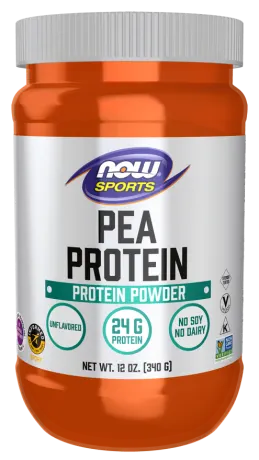 NOW
SPORTS
PEA
PROTEIN
PROTEIN POWDER
UNFLAVORED
24 G
PROTEIN
NO SOY
NO DAIRY
NET WT. 12 OZ. (340 G)